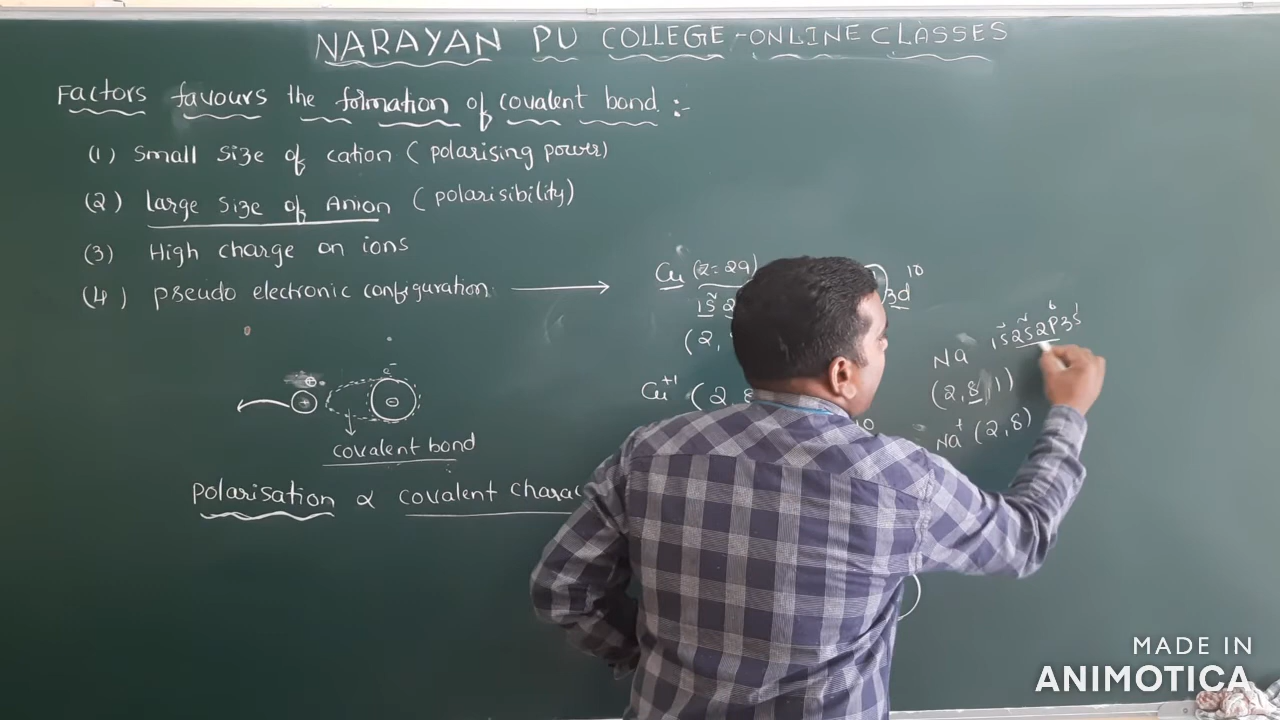 NARAYAN PU COLLEGE - ONLINE CLASSES
Factors favours the formation of covalent bond :-
(1) Small size of cation (polarising power)
(2) large size of Anion (polarisibility)
(3) High charge on ions
(4) pseudo electronic configuration →
Cu (z=29)
1s² 2
3d¹⁰
(2,
Cu⁺¹ (2, 8
10
Na 1s²2s²2p⁶3s¹
(2, 8, 1)
Na⁺ (2, 8)
+
+
e⁻
-
covalent bond
polarisation ∝ covalent charac
MADE IN
ANIMOTICA